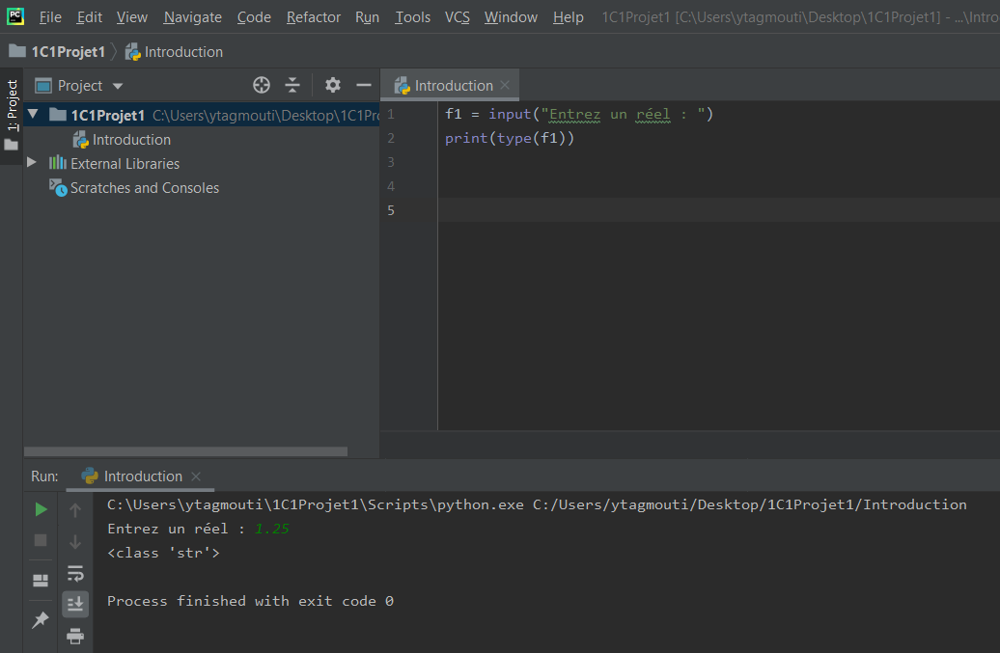 PC File Edit View Navigate Code Refactor Run Tools VCS Window Help 1C1Projet1 [C:\Users\ytagmouti\Desktop\1C1Projet1] - ...\Intro
1C1Projet1 Introduction
1: Project
Project
1C1Projet1 C:\Users\ytagmouti\Desktop\1C1Pr
Introduction
External Libraries
Scratches and Consoles
Introduction
1 f1 = input("Entrez un réel : ")
2 print(type(f1))
3
4
5
Run: Introduction
C:\Users\ytagmouti\1C1Projet1\Scripts\python.exe C:/Users/ytagmouti/Desktop/1C1Projet1/Introduction
Entrez un réel : 1.25
<class 'str'>
Process finished with exit code 0